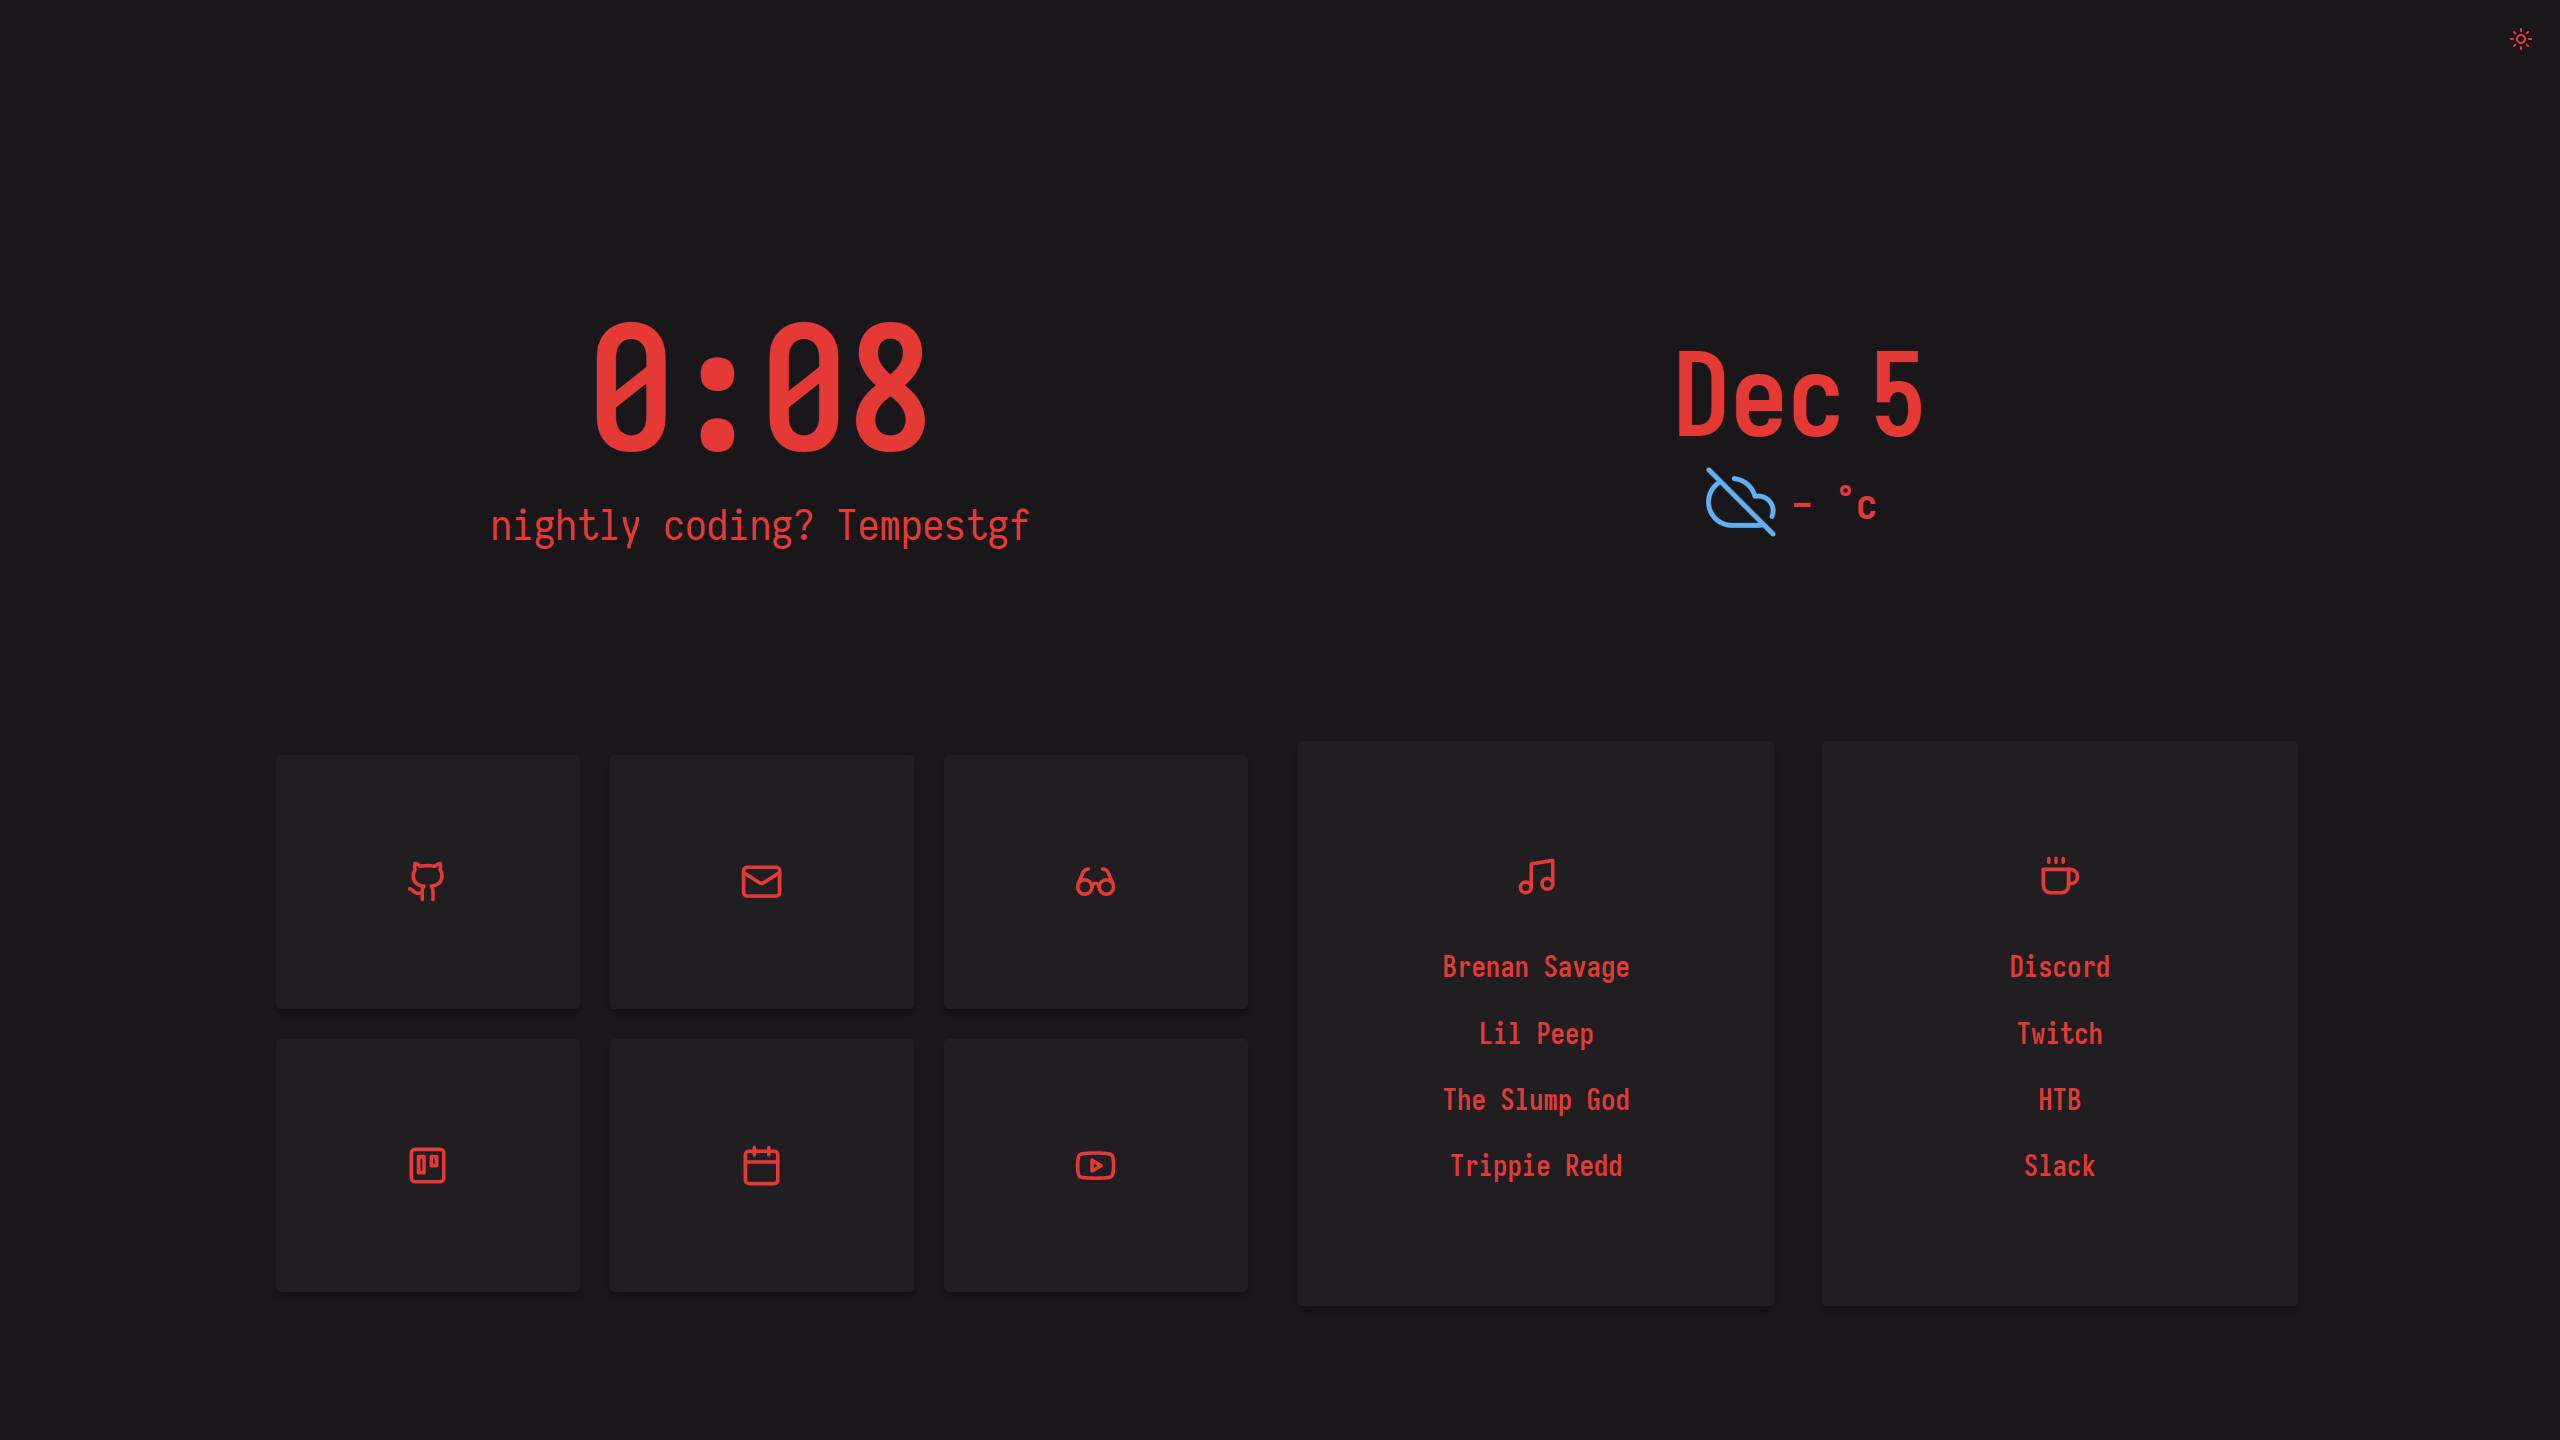 0:08
nightly coding? Tempestgf
Dec 5
- °c
Brenan Savage
Lil Peep
The Slump God
Trippie Redd
Discord
Twitch
HTB
Slack